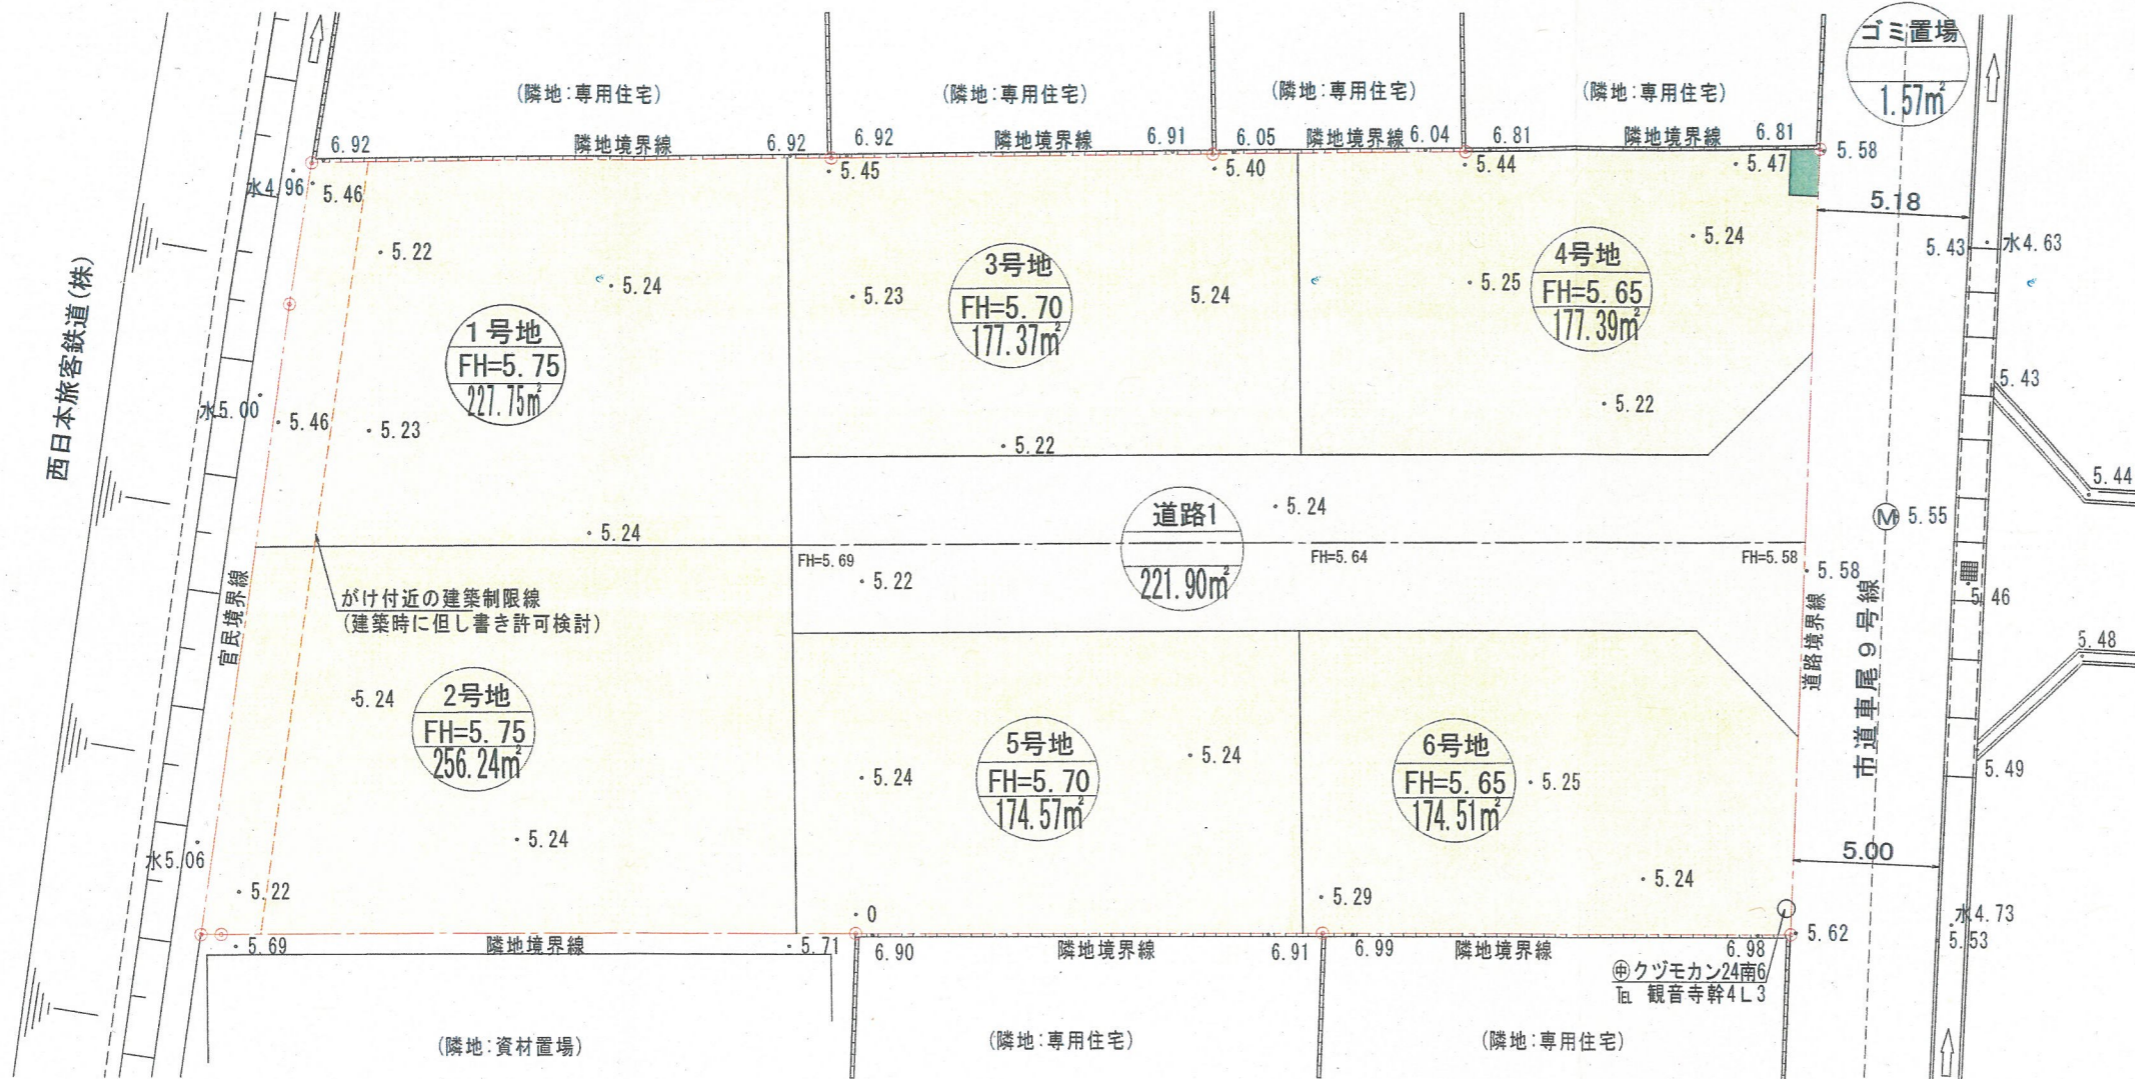 ゴミ置場
1.57㎡
(隣地:専用住宅)
(隣地:専用住宅)
(隣地:専用住宅)
(隣地:専用住宅)
6.92
隣地境界線
6.92
6.92
隣地境界線
6.91
6.05
隣地境界線
6.04
6.81
隣地境界線
6.81
5.58
水4.96
5.46
5.45
5.40
5.44
5.47
5.18
5.22
5.24
5.23
5.24
5.25
5.24
5.43
水4.63
西日本旅客鉄道(株)
1号地
FH=5.75
227.75㎡
3号地
FH=5.70
177.37㎡
4号地
FH=5.65
177.39㎡
水5.00
5.46
5.23
5.22
5.22
5.43
5.44
5.24
道路1
221.90㎡
5.24
M
5.55
FH=5.69
5.22
FH=5.64
FH=5.58
5.58
5.46
官民境界線
がけ付近の建築制限線
(建築時に但し書き許可検討)
道路境界線
市道車尾9号線
5.48
5.24
2号地
FH=5.75
256.24㎡
5号地
FH=5.70
174.57㎡
6号地
FH=5.65
174.51㎡
5.24
5.24
5.25
5.49
水5.06
5.22
5.24
5.29
5.24
5.00
0
水4.73
5.53
5.69
隣地境界線
5.71
6.90
隣地境界線
6.91
6.99
隣地境界線
6.98
5.62
㊥クヅモカン24南6
℡ 観音寺幹4L3
(隣地:資材置場)
(隣地:専用住宅)
(隣地:専用住宅)